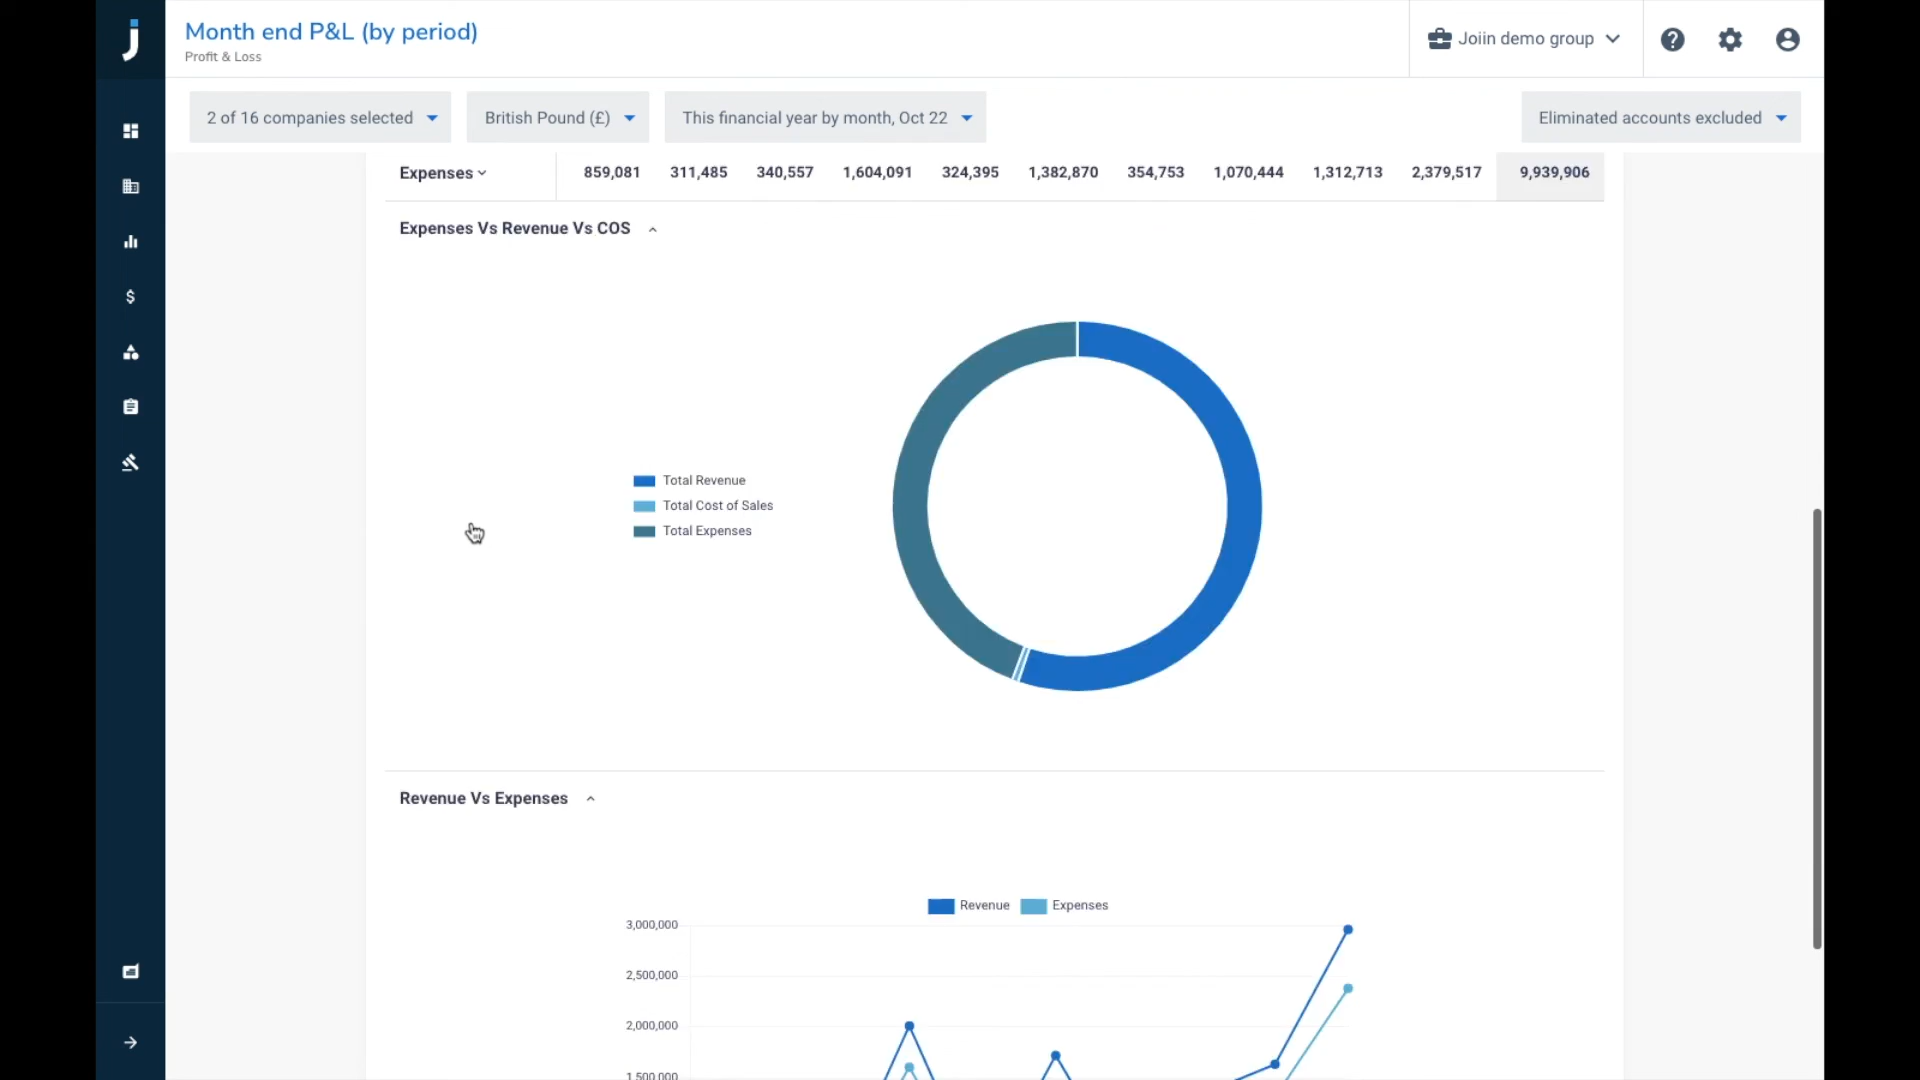 Month end P&L (by period)
Profit & Loss
Joiin demo group
2 of 16 companies selected
British Pound (£)
This financial year by month, Oct 22
Eliminated accounts excluded
Expenses 859,081 311,485 340,557 1,604,091 324,395 1,382,870 354,753 1,070,444 1,312,713 2,379,517 9,939,906
Expenses Vs Revenue Vs COS
Total Revenue
Total Cost of Sales
Total Expenses
Revenue Vs Expenses
Revenue Expenses
3,000,000
2,500,000
2,000,000
1,500,000